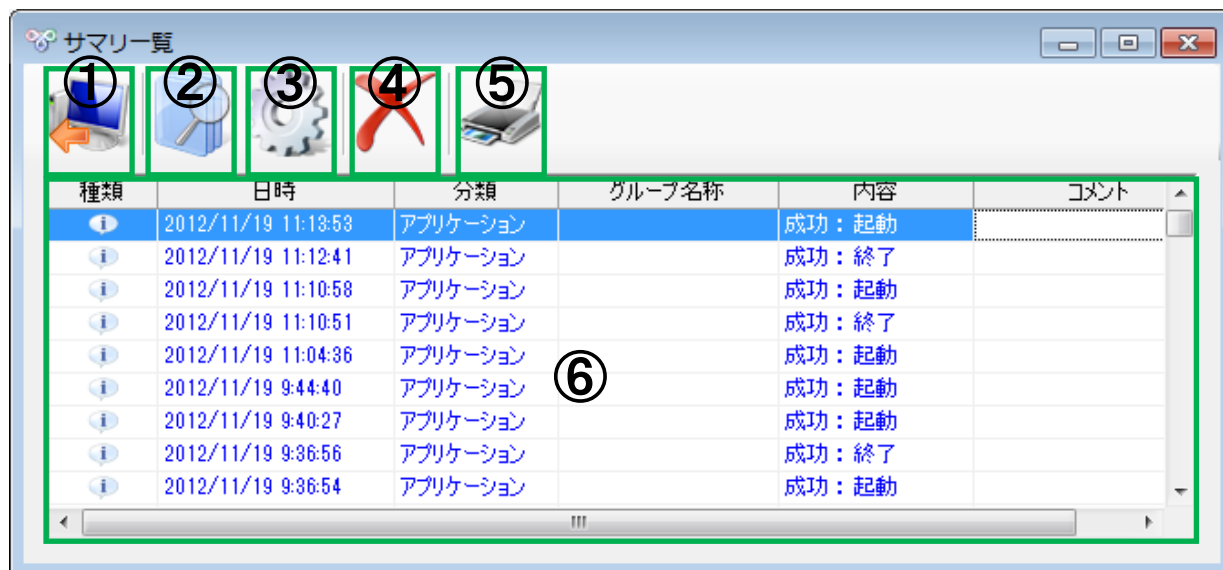 サマリ一覧
① ② ③ ④ ⑤
種類 日時 分類 グループ名称 内容 コメント
2012/11/19 11:13:53 アプリケーション 成功：起動
2012/11/19 11:12:41 アプリケーション 成功：終了
2012/11/19 11:10:58 アプリケーション 成功：起動
2012/11/19 11:10:51 アプリケーション 成功：終了
2012/11/19 11:04:36 アプリケーション 成功：起動
⑥
2012/11/19 9:44:40 アプリケーション 成功：起動
2012/11/19 9:40:27 アプリケーション 成功：起動
2012/11/19 9:36:56 アプリケーション 成功：終了
2012/11/19 9:36:54 アプリケーション 成功：起動